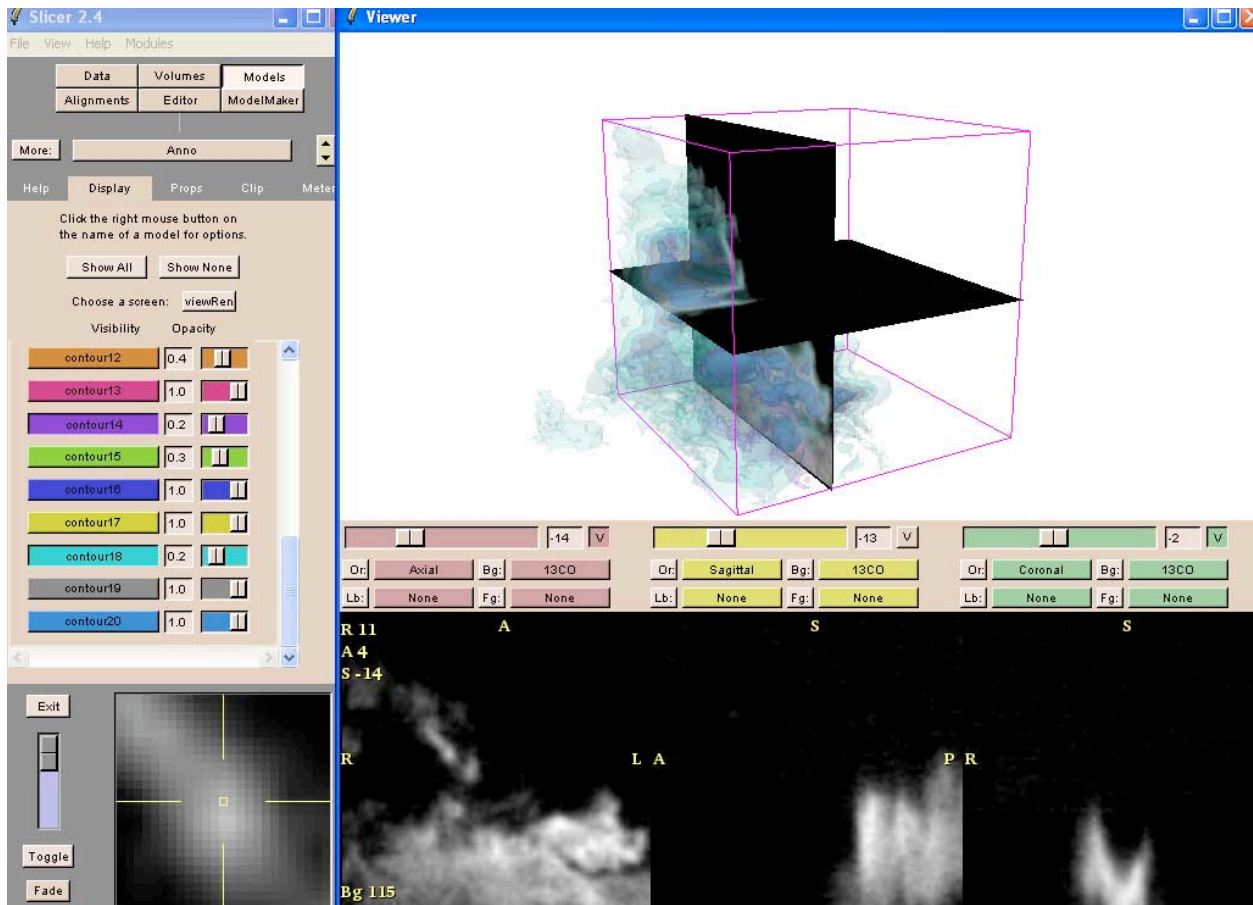 Slicer 2.4
File View Help Modules
Data Volumes Models
Alignments Editor ModelMaker
More: Anno
Help Display Props Clip Meter
Click the right mouse button on
the name of a model for options.
Show All Show None
Choose a screen: viewRen
Visibility Opacity
contour12 0.4
contour13 1.0
contour14 0.2
contour15 0.3
contour16 1.0
contour17 1.0
contour18 0.2
contour19 1.0
contour20 1.0
Exit
Toggle
Fade
Viewer
-14 V -13 V -2 V
Or: Axial Bg: 13CO Or: Sagittal Bg: 13CO Or: Coronal Bg: 13CO
Lb: None Fg: None Lb: None Fg: None Lb: None Fg: None
R 11 A S S
A 4
S -14
R L A P R
Bg 115